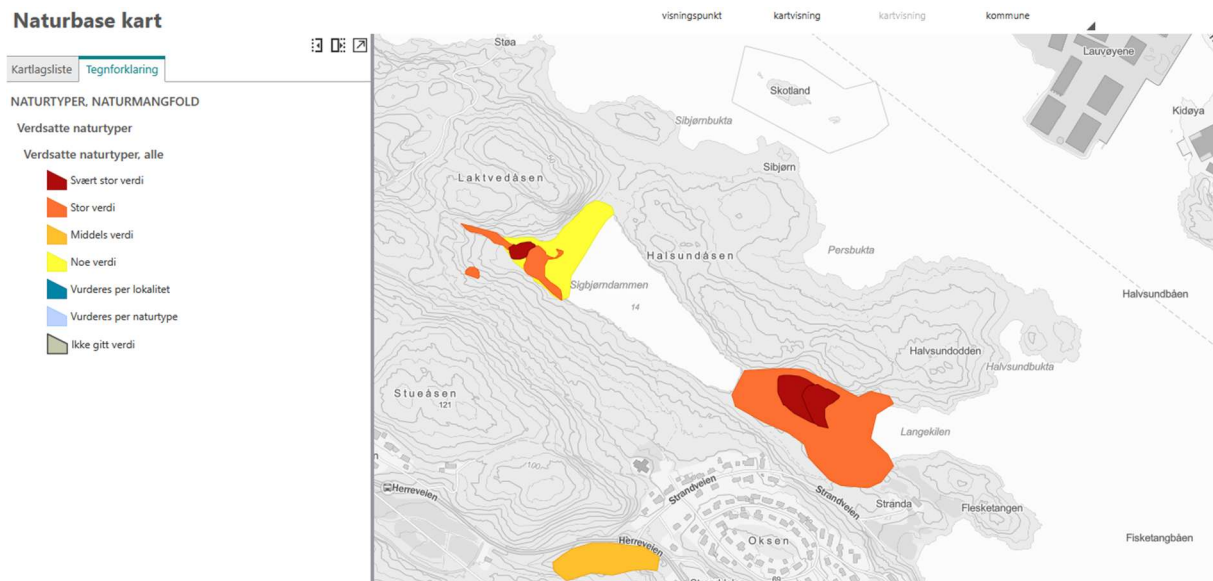 Naturbase kart
visningspunkt kartvisning kartvisning kommune
Kartlagsliste Tegnforklaring
NATURTYPER, NATURMANGFOLD
Verdsatte naturtyper
Verdsatte naturtyper, alle
Svært stor verdi
Stor verdi
Middels verdi
Noe verdi
Vurderes per lokalitet
Vurderes per naturtype
Ikke gitt verdi
Støa
Lauvøyene
Skotland
Kidøya
Sibjørnbukta
Sibjørn
Laktvedåsen
Persbukta
Halsundåsen
Sigbjørndammen
14
Halvsundbåen
Halvsundodden
Halvsundbukta
Stueåsen
121
Langekilen
100
Herreveien
Strandveien
Strandveien
Stranda
Flesketangen
Herreveien
Oksen
Fisketangbåen
69